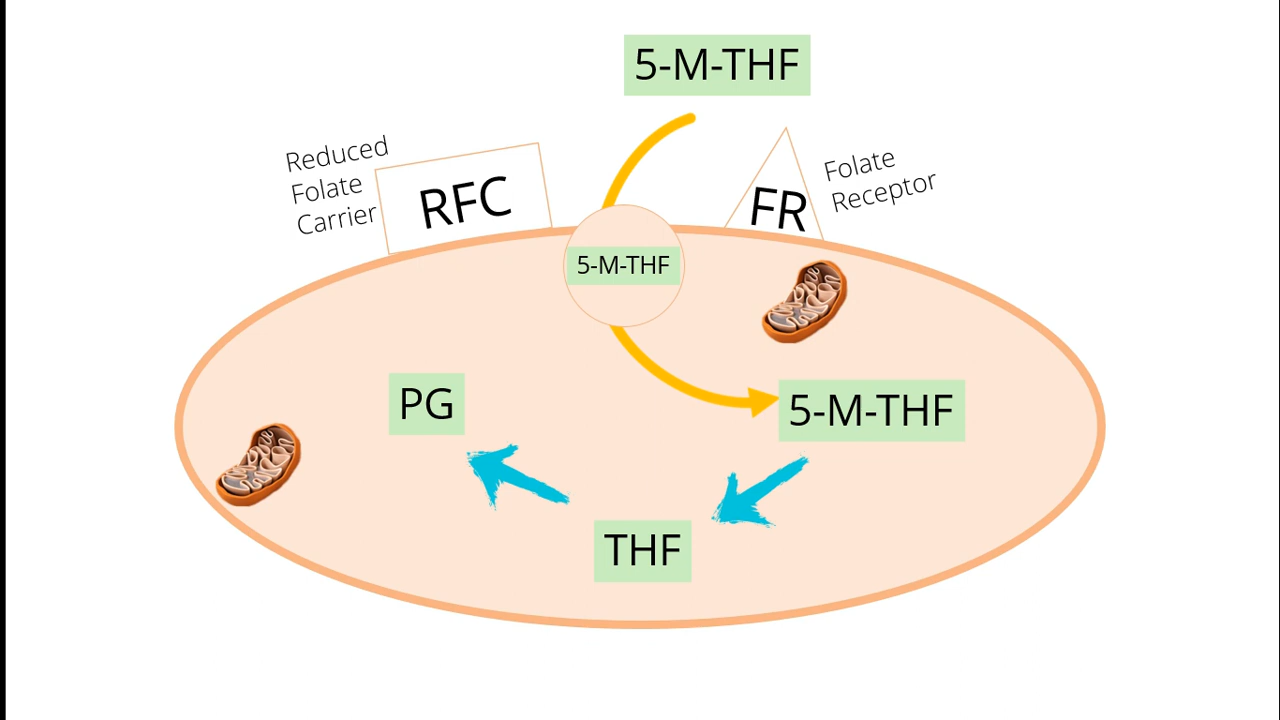 5-M-THF
Reduced
Folate
Carrier
RFC
FR
Folate
Receptor
5-M-THF
PG
5-M-THF
THF